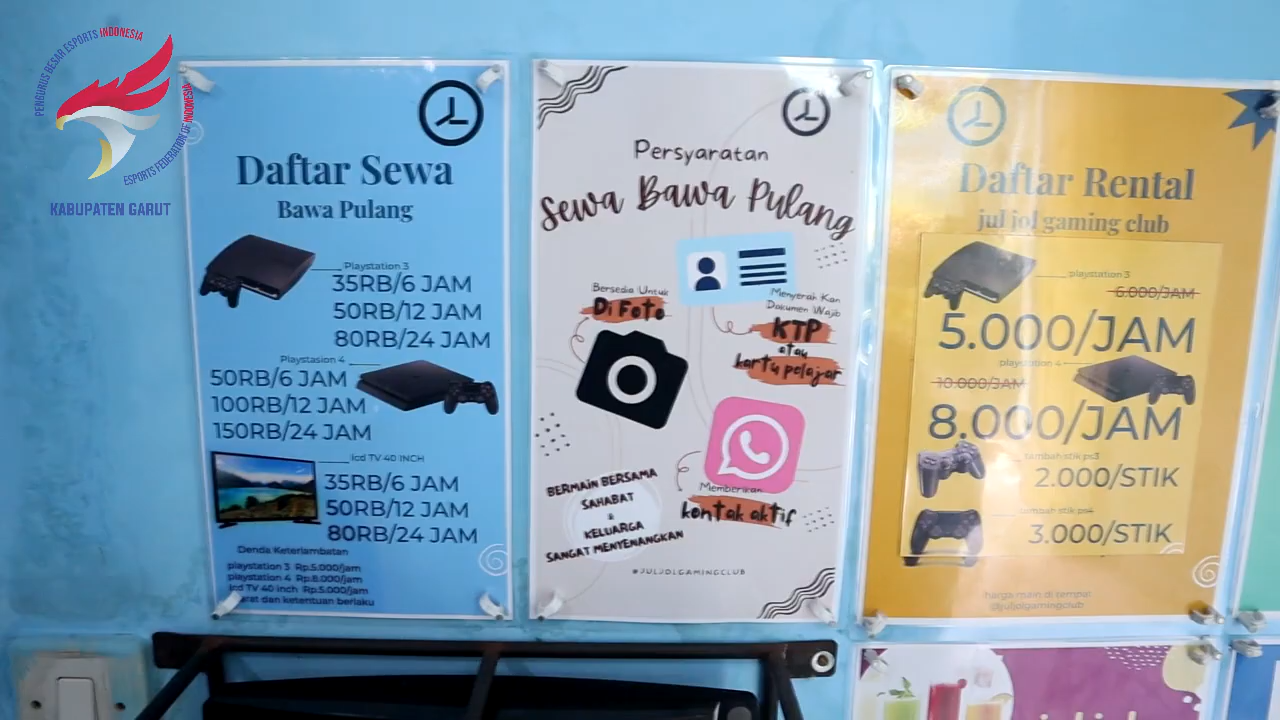 PENGURUS BESAR ESPORTS INDONESIA
ESPORTS FEDERATION OF INDONESIA
KABUPATEN GARUT
Daftar Sewa
Bawa Pulang
Playstation 3
35RB/6 JAM
50RB/12 JAM
80RB/24 JAM
Playstasion 4
50RB/6 JAM
100RB/12 JAM
150RB/24 JAM
lcd TV 40 INCH
35RB/6 JAM
50RB/12 JAM
80RB/24 JAM
Denda Keterlambatan
playstation 3 Rp.5.000/jam
playstation 4 Rp.8.000/jam
lcd TV 40 inch Rp.5.000/jam
dan ketentuan berlaku
Persyaratan
Sewa Bawa Pulang
Bersedia Untuk
Di Foto
Menyerah Kan
Dokumen Wajib
KTP
atau
kartu pelajar
Memberikan
kontak aktif
BERMAIN BERSAMA
SAHABAT
&
KELUARGA
SANGAT MENYENANGKAN
#JULJOLGAMINGCLUB
Daftar Rental
jul jol gaming club
playstation 3
6.000/JAM
5.000/JAM
playstation 4
10.000/JAM
8.000/JAM
tambah stik ps3
2.000/STIK
tambah stik ps4
3.000/STIK
harga main di tempat
@juljolgamingclub